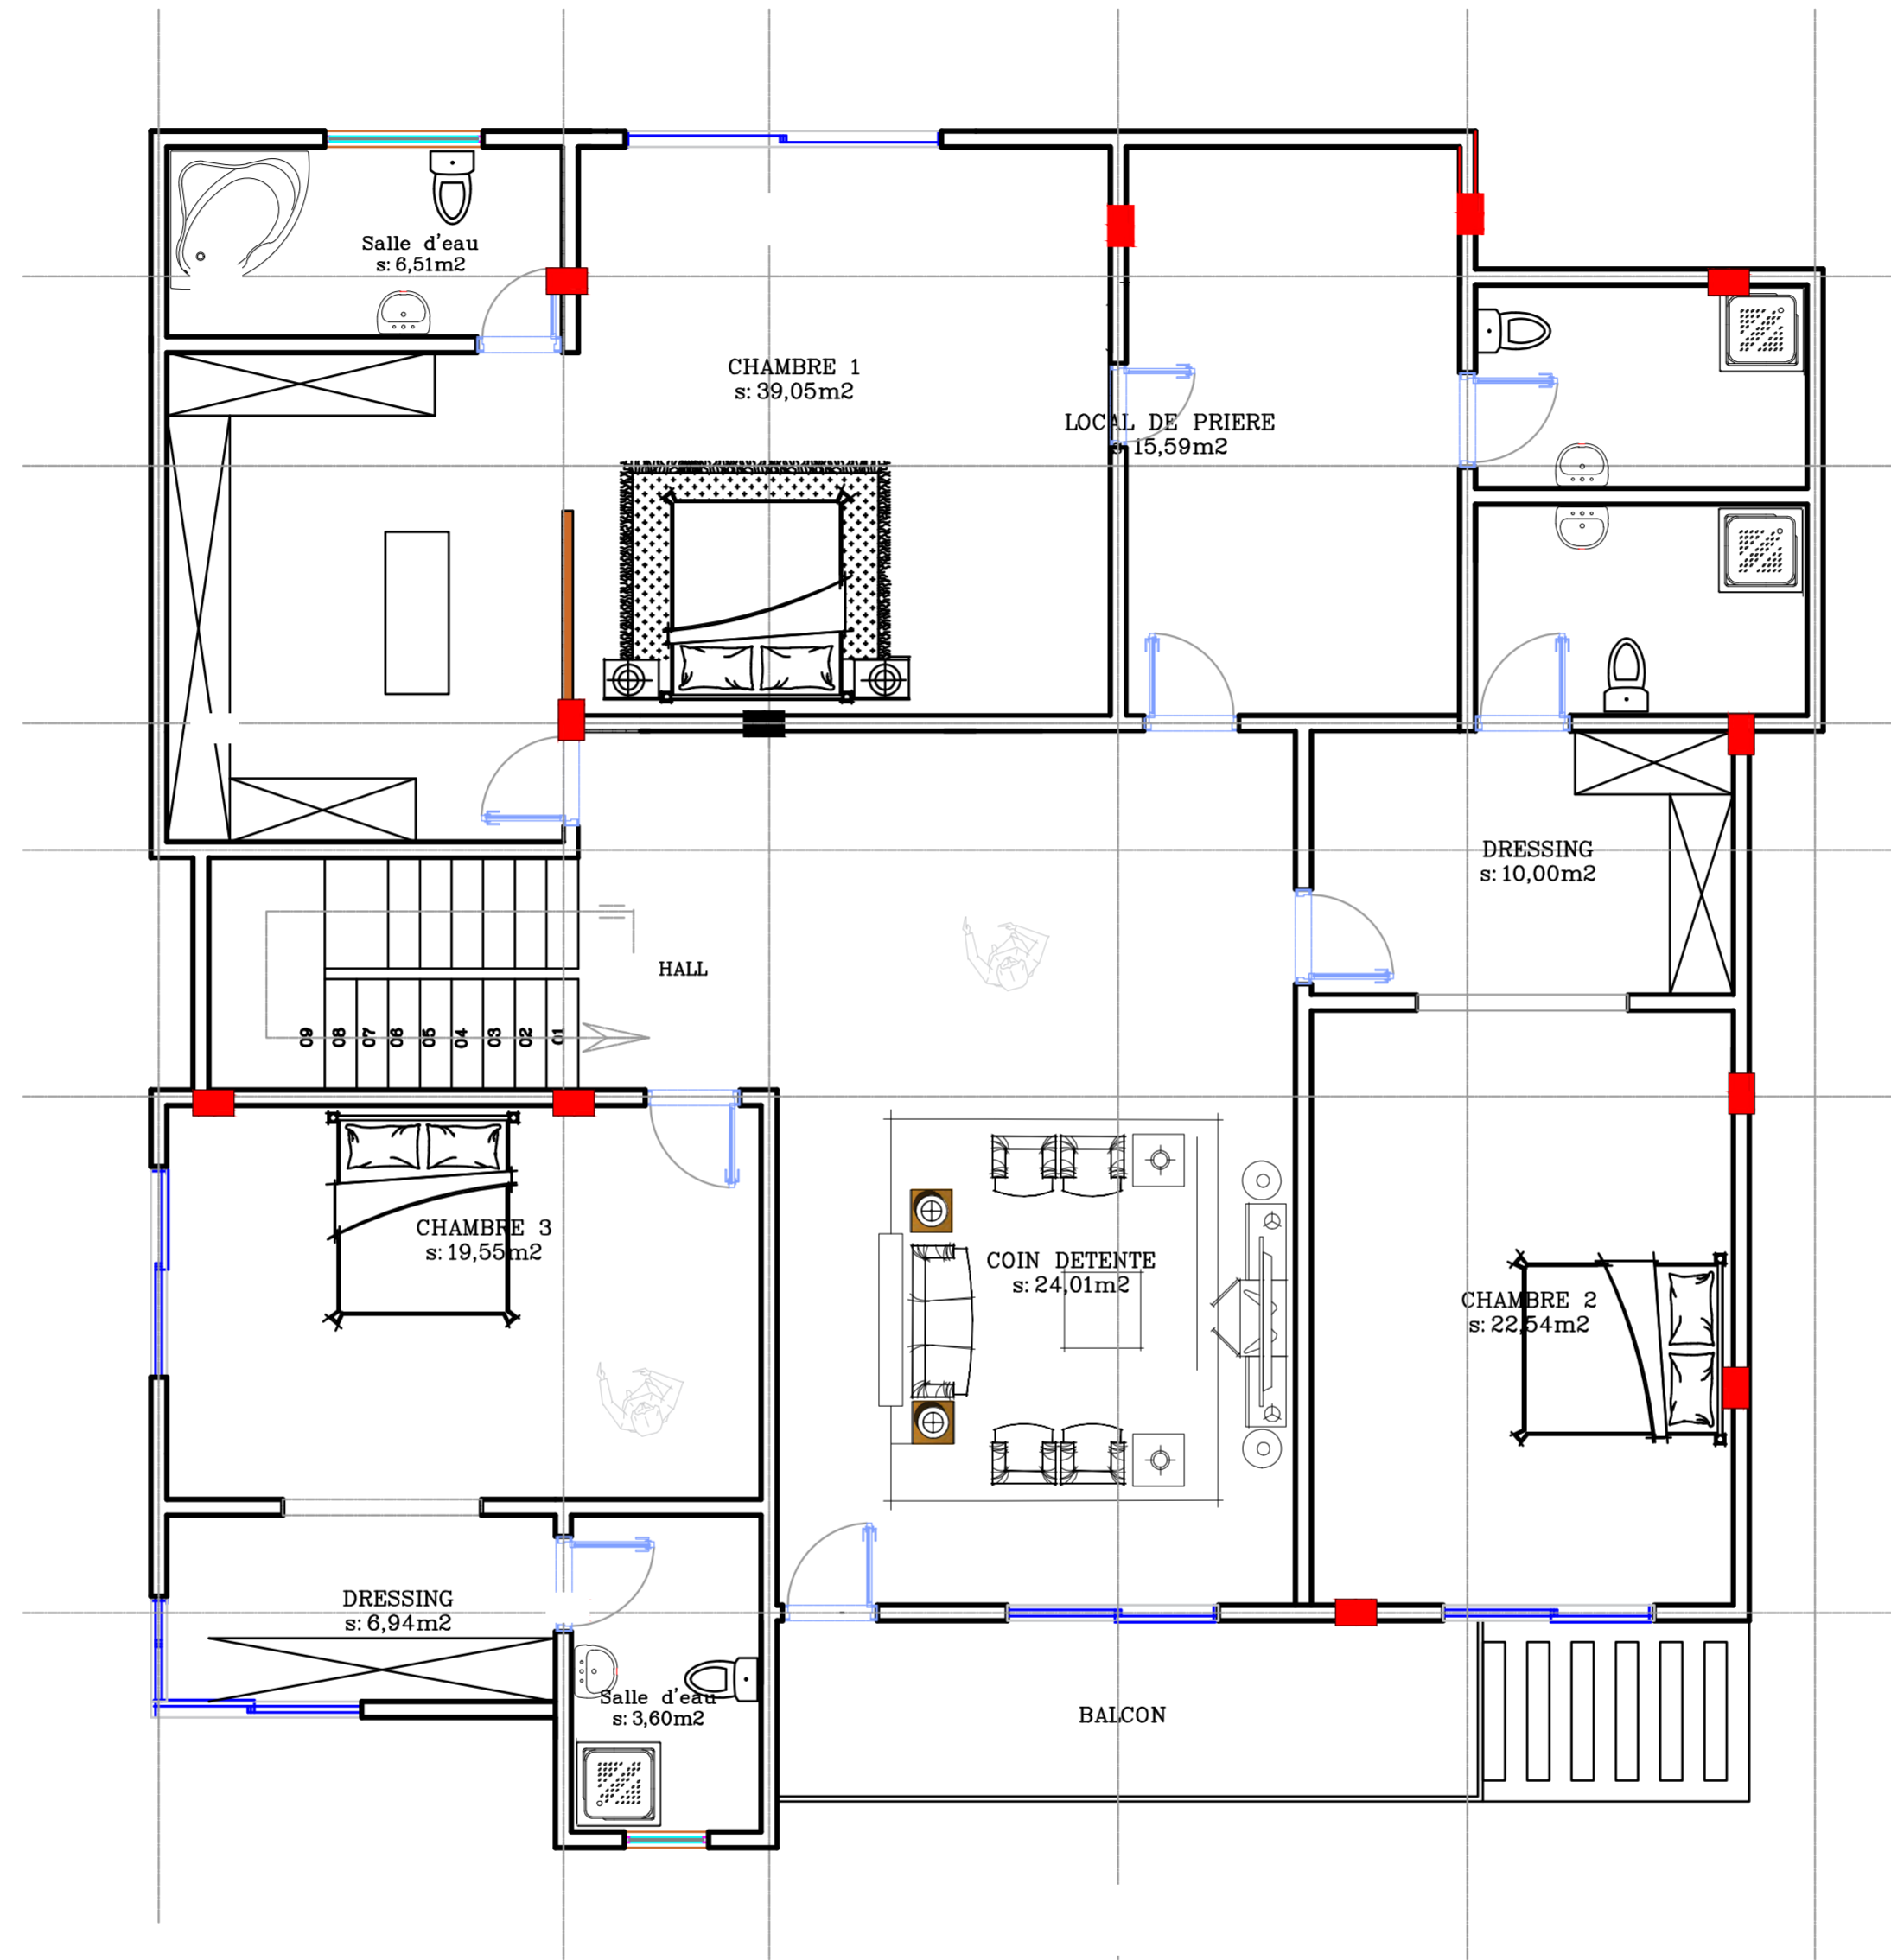 Salle d'eau
s: 6,51m2
CHAMBRE 1
s: 39,05m2
LOCAL DE PRIERE
s: 15,59m2
DRESSING
s: 10,00m2
HALL
09 08 07 06 05 04 03 02 01
CHAMBRE 3
s: 19,55m2
COIN DETENTE
s: 24,01m2
CHAMBRE 2
s: 22,54m2
DRESSING
s: 6,94m2
Salle d'eau
s: 3,60m2
BALCON